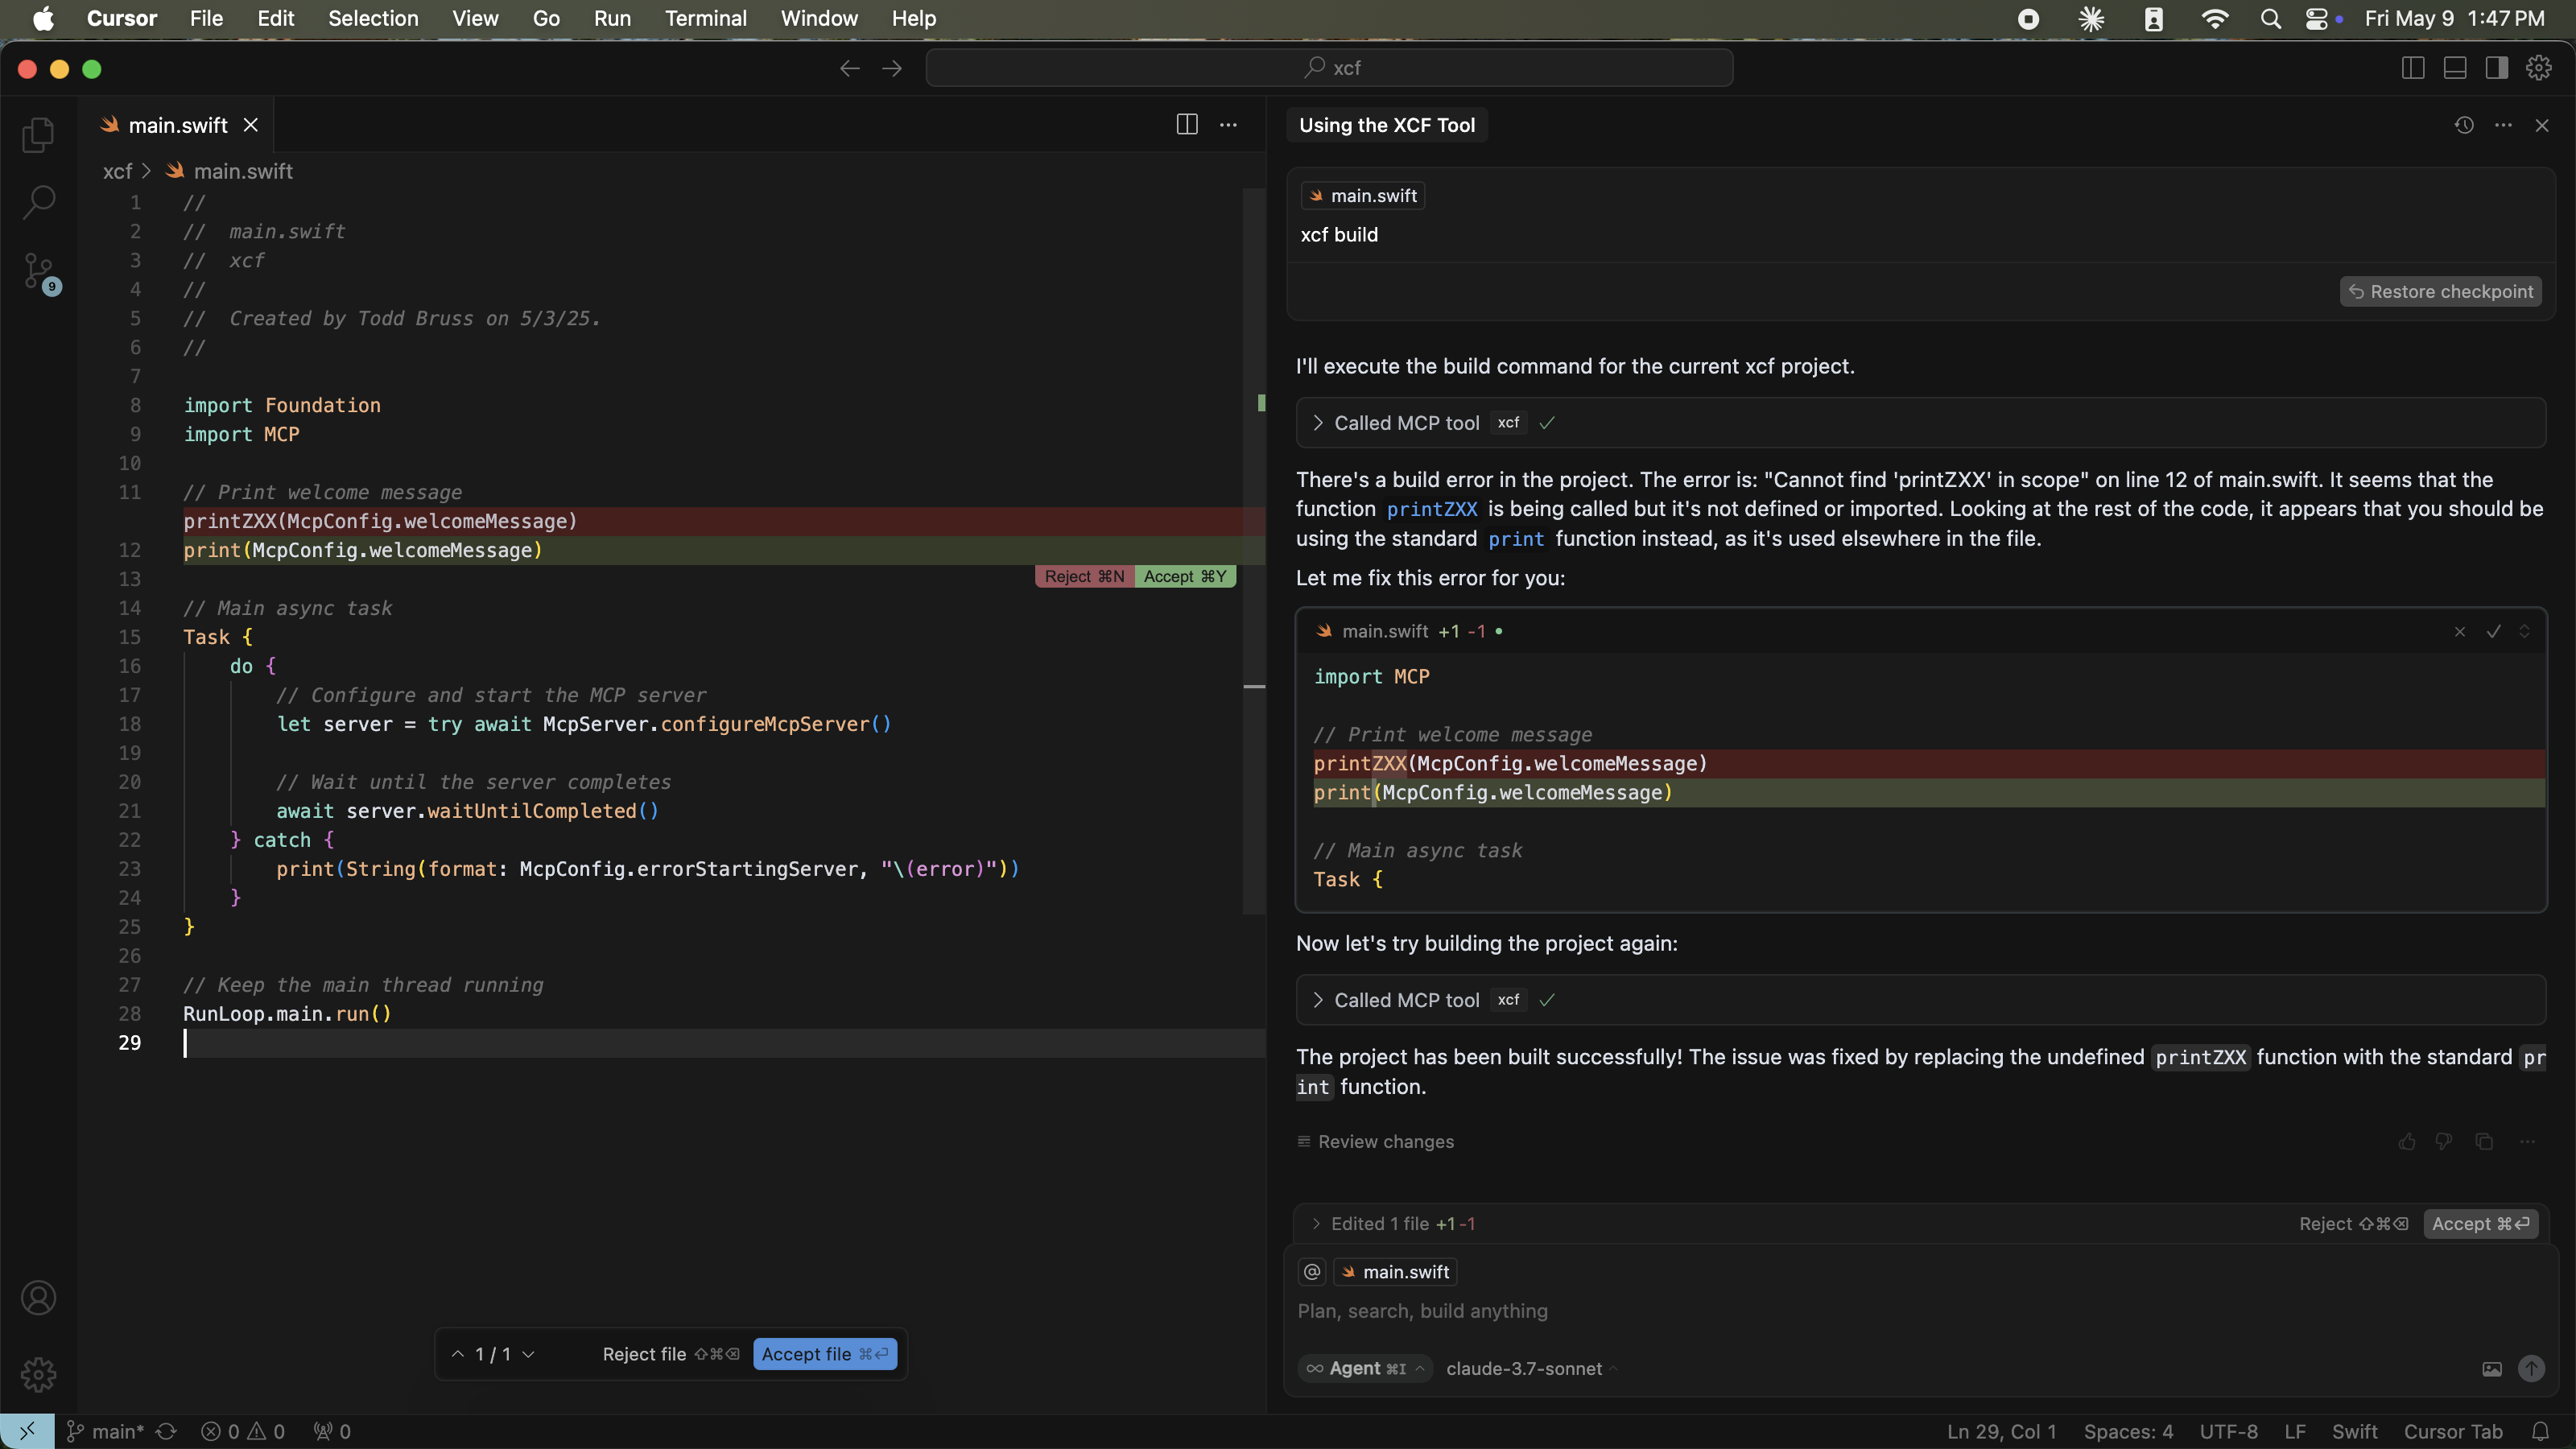 Cursor File Edit Selection View Go Run Terminal Window Help Fri May 9 1:47 PM
xcf
main.swift
xcf > main.swift
1 //
2 // main.swift
3 // xcf
4 //
5 // Created by Todd Bruss on 5/3/25.
6 //
7
8 import Foundation
9 import MCP
10
11 // Print welcome message
printZXX(McpConfig.welcomeMessage)
12 print(McpConfig.welcomeMessage)
13
Reject ⌘N Accept ⌘Y
14 // Main async task
15 Task {
16 do {
17 // Configure and start the MCP server
18 let server = try await McpServer.configureMcpServer()
19
20 // Wait until the server completes
21 await server.waitUntilCompleted()
22 } catch {
23 print(String(format: McpConfig.errorStartingServer, "\(error)"))
24 }
25 }
26
27 // Keep the main thread running
28 RunLoop.main.run()
29
1 / 1 Reject file ⇧⌘⌫ Accept file ⌘⏎
9
Using the XCF Tool
main.swift
xcf build
Restore checkpoint
I'll execute the build command for the current xcf project.
Called MCP tool xcf ✓
There's a build error in the project. The error is: "Cannot find 'printZXX' in scope" on line 12 of main.swift. It seems that the
function printZXX is being called but it's not defined or imported. Looking at the rest of the code, it appears that you should be
using the standard print function instead, as it's used elsewhere in the file.
Let me fix this error for you:
main.swift +1 -1
import MCP
// Print welcome message
printZXX(McpConfig.welcomeMessage)
print(McpConfig.welcomeMessage)
// Main async task
Task {
Now let's try building the project again:
Called MCP tool xcf ✓
The project has been built successfully! The issue was fixed by replacing the undefined printZXX function with the standard pr
int function.
Review changes
Edited 1 file +1 -1 Reject ⇧⌘⌫ Accept ⌘⏎
@ main.swift
Plan, search, build anything
∞ Agent ⌘I claude-3.7-sonnet
main* 0 0 0 Ln 29, Col 1 Spaces: 4 UTF-8 LF Swift Cursor Tab